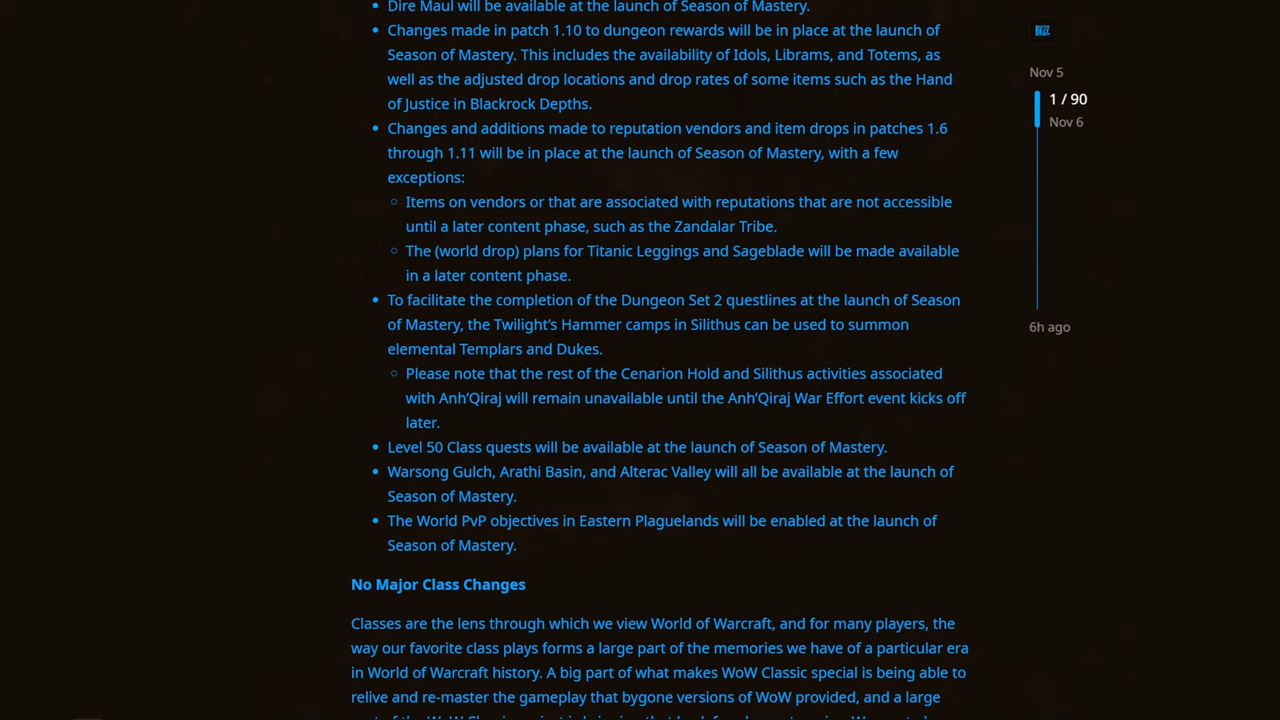 • Dire Maul will be available at the launch of Season of Mastery.
• Changes made in patch 1.10 to dungeon rewards will be in place at the launch of
Season of Mastery. This includes the availability of Idols, Librams, and Totems, as
well as the adjusted drop locations and drop rates of some items such as the Hand
of Justice in Blackrock Depths.
• Changes and additions made to reputation vendors and item drops in patches 1.6
through 1.11 will be in place at the launch of Season of Mastery, with a few
exceptions:
◦ Items on vendors or that are associated with reputations that are not accessible
until a later content phase, such as the Zandalar Tribe.
◦ The (world drop) plans for Titanic Leggings and Sageblade will be made available
in a later content phase.
• To facilitate the completion of the Dungeon Set 2 questlines at the launch of Season
of Mastery, the Twilight’s Hammer camps in Silithus can be used to summon
elemental Templars and Dukes.
◦ Please note that the rest of the Cenarion Hold and Silithus activities associated
with Anh’Qiraj will remain unavailable until the Anh’Qiraj War Effort event kicks off
later.
• Level 50 Class quests will be available at the launch of Season of Mastery.
• Warsong Gulch, Arathi Basin, and Alterac Valley will all be available at the launch of
Season of Mastery.
• The World PvP objectives in Eastern Plaguelands will be enabled at the launch of
Season of Mastery.
No Major Class Changes
Classes are the lens through which we view World of Warcraft, and for many players, the
way our favorite class plays forms a large part of the memories we have of a particular era
in World of Warcraft history. A big part of what makes WoW Classic special is being able to
relive and re-master the gameplay that bygone versions of WoW provided, and a large
BLIZZ
Nov 5
1 / 90
Nov 6
6h ago